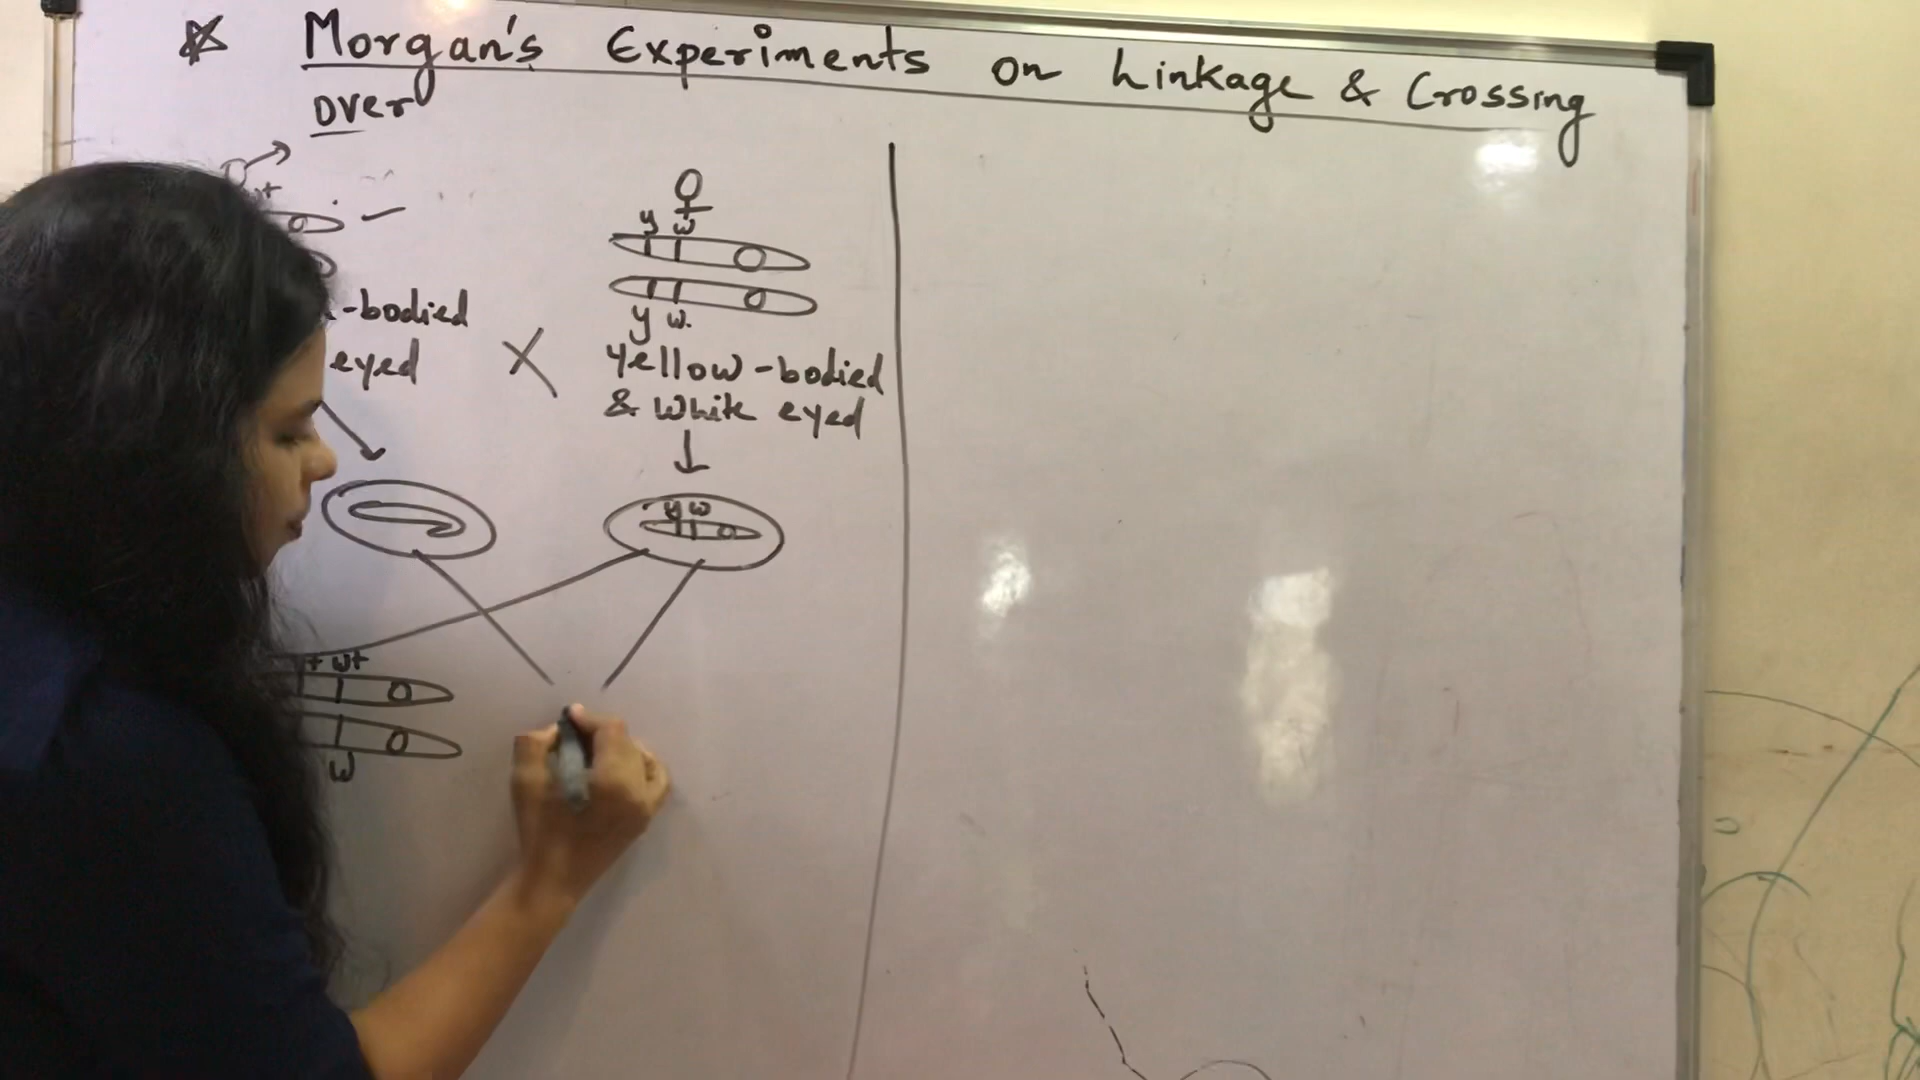 Morgan's Experiments on Linkage & Crossing
over
w+
y w
y w.
-bodied
eyed
X
Yellow-bodied
& White eyed
y w
+ w+
w